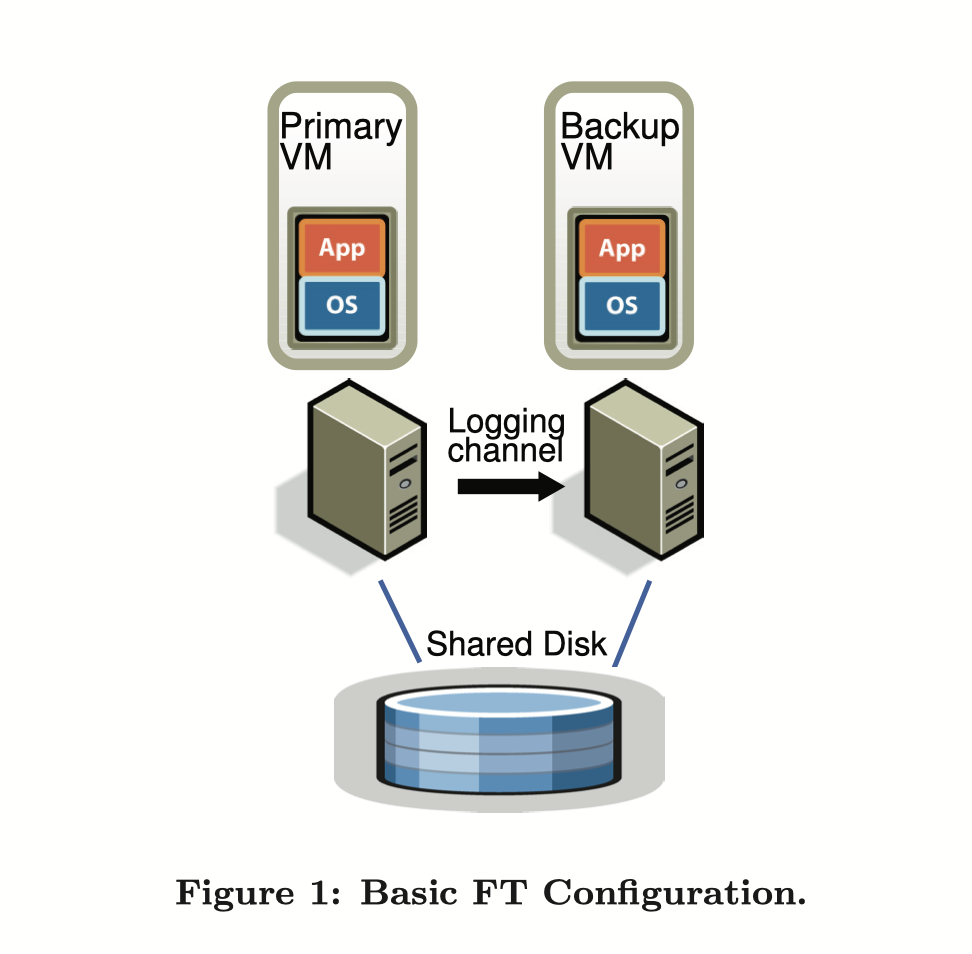 Primary
VM
Backup
VM
App
OS
App
OS
Logging
channel
Shared Disk
Figure 1: Basic FT Configuration.